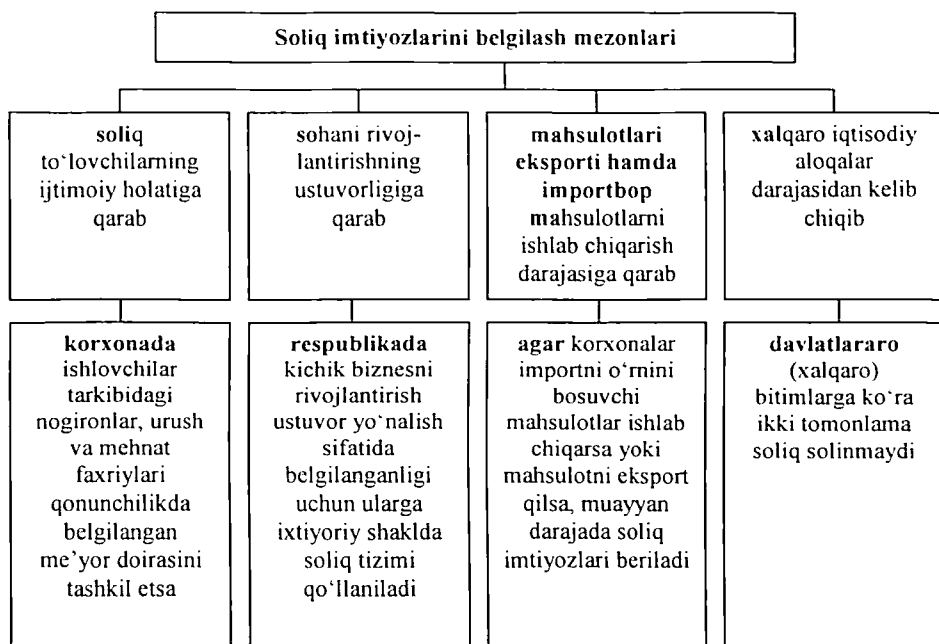 Soliq imtiyozlarini belgilash mezonlari
soliq
to‘lovchilarning
ijtimoiy holatiga
qarab
sohani rivoj-
lantirishning
ustuvorligiga
qarab
mahsulotlari
eksporti hamda
importbop
mahsulotlarni
ishlab chiqarish
darajasiga qarab
xalqaro iqtisodiy
aloqalar
darajasidan kelib
chiqib
korxonada
ishlovchilar
tarkibidagi
nogironlar, urush
va mehnat
faxriylari
qonunchilikda
belgilangan
me’yor doirasini
tashkil etsa
respublikada
kichik biznesni
rivojlantirish
ustuvor yo‘nalish
sifatida
belgilanganligi
uchun ularga
ixtiyoriy shaklda
soliq tizimi
qo‘llaniladi
agar korxonalar
importni o‘rnini
bosuvchi
mahsulotlar ishlab
chiqarsa yoki
mahsulotni eksport
qilsa, muayyan
darajada soliq
imtiyozlari beriladi
davlatlararo
(xalqaro)
bitimlarga ko‘ra
ikki tomonlama
soliq solinmaydi